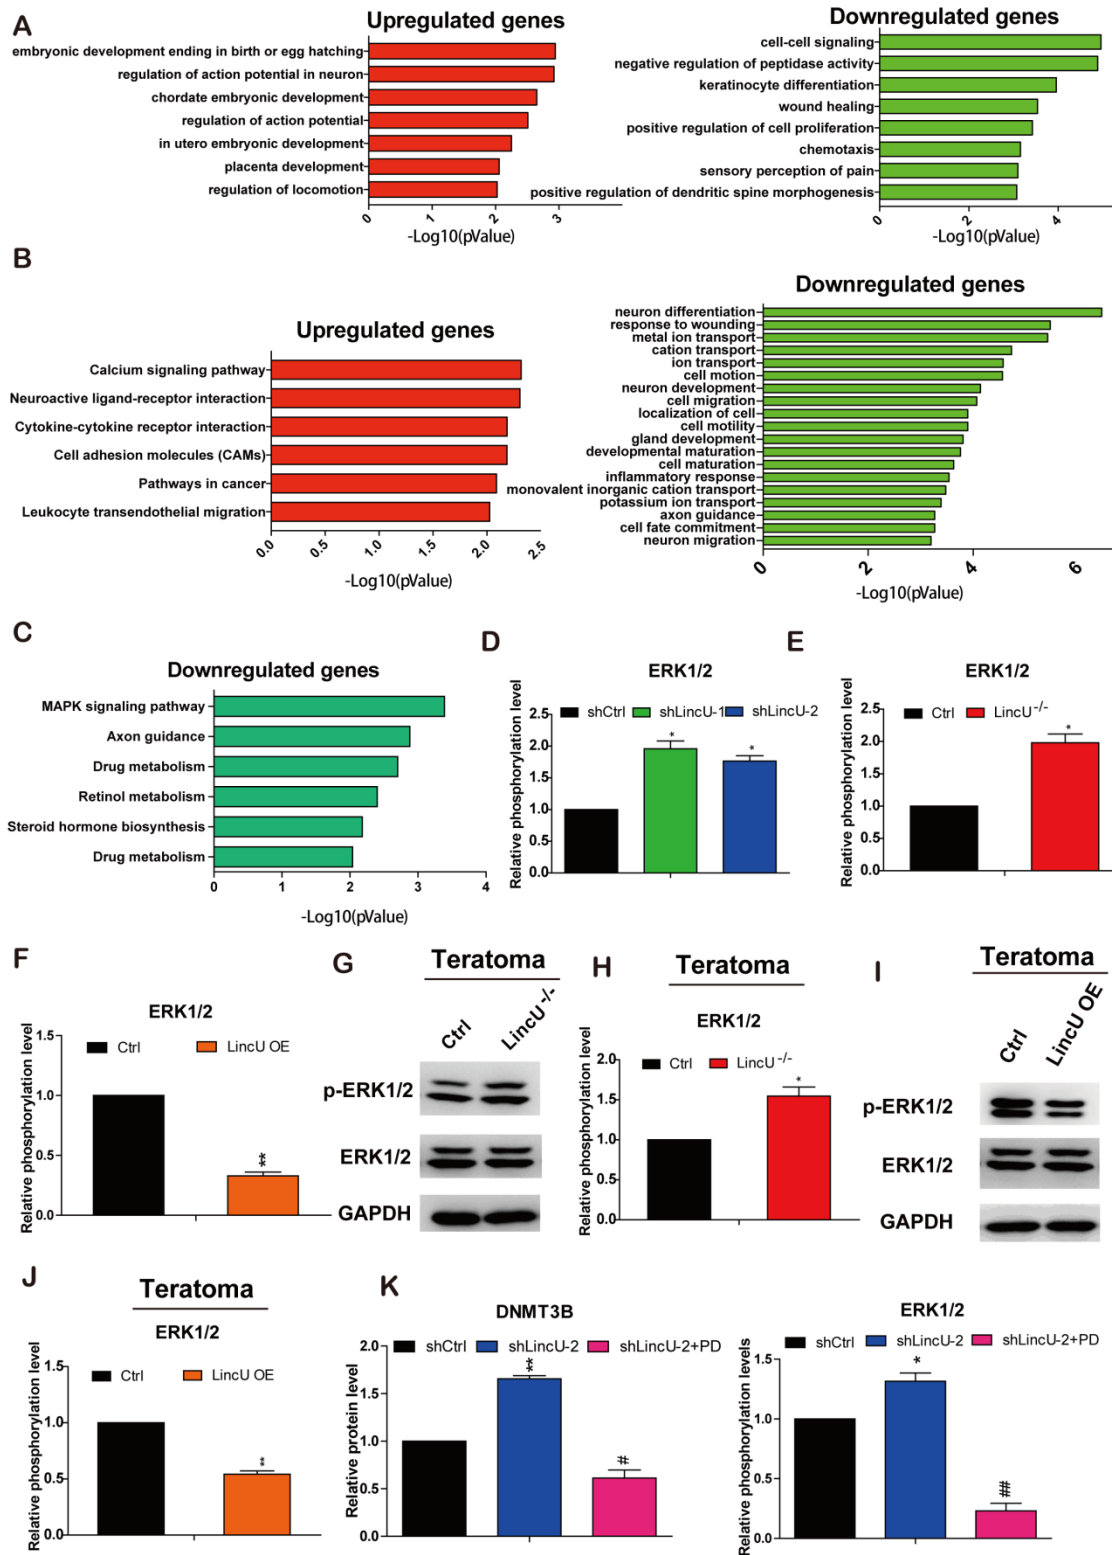 A
Upregulated genes
embryonic development ending in birth or egg hatching
regulation of action potential in neuron
chordate embryonic development
regulation of action potential
in utero embryonic development
placenta development
regulation of locomotion
0 1 2 3
-Log10(pValue)
Downregulated genes
cell-cell signaling
negative regulation of peptidase activity
keratinocyte differentiation
wound healing
positive regulation of cell proliferation
chemotaxis
sensory perception of pain
positive regulation of dendritic spine morphogenesis
0 2 4
-Log10(pValue)
B
Upregulated genes
Calcium signaling pathway
Neuroactive ligand-receptor interaction
Cytokine-cytokine receptor interaction
Cell adhesion molecules (CAMs)
Pathways in cancer
Leukocyte transendothelial migration
0.0 0.5 1.0 1.5 2.0 2.5
-Log10(pValue)
Downregulated genes
neuron differentiation
response to wounding
metal ion transport
cation transport
ion transport
cell motion
neuron development
cell migration
localization of cell
cell motility
gland development
developmental maturation
cell maturation
inflammatory response
monovalent inorganic cation transport
potassium ion transport
axon guidance
cell fate commitment
neuron migration
0 2 4 6
-Log10(pValue)
C
Downregulated genes
MAPK signaling pathway
Axon guidance
Drug metabolism
Retinol metabolism
Steroid hormone biosynthesis
Drug metabolism
0 1 2 3 4
-Log10(pValue)
D
ERK1/2
shCtrl shLincU-1 shLincU-2
Relative phosphorylation level
2.5
2.0
1.5
1.0
0.5
0.0
* *
E
ERK1/2
Ctrl LincU-/-
Relative phosphorylation level
2.5
2.0
1.5
1.0
0.5
0.0
*
F
ERK1/2
Ctrl LincU OE
Relative phosphorylation level
1.5
1.0
0.5
0.0
**
G
Teratoma
Ctrl LincU-/-
p-ERK1/2
ERK1/2
GAPDH
H
Teratoma
ERK1/2
Ctrl LincU-/-
Relative phosphorylation level
2.0
1.5
1.0
0.5
0.0
*
I
Teratoma
Ctrl LincU OE
p-ERK1/2
ERK1/2
GAPDH
J
Teratoma
ERK1/2
Ctrl LincU OE
Relative phosphorylation level
1.5
1.0
0.5
0.0
**
K
DNMT3B
shCtrl shLincU-2 shLincU-2+PD
Relative protein level
2.0
1.5
1.0
0.5
0.0
** #
ERK1/2
shCtrl shLincU-2 shLincU-2+PD
Relative phosphorylation levels
1.5
1.0
0.5
0.0
* ##